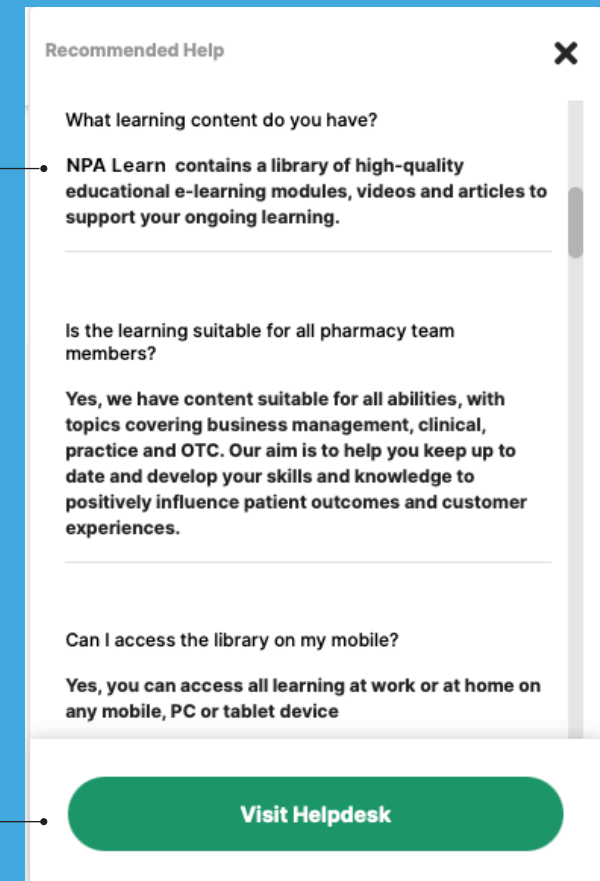 Recommended Help
What learning content do you have?
NPA Learn contains a library of high-quality
educational e-learning modules, videos and articles to
support your ongoing learning.
Is the learning suitable for all pharmacy team
members?
Yes, we have content suitable for all abilities, with
topics covering business management, clinical,
practice and OTC. Our aim is to help you keep up to
date and develop your skills and knowledge to
positively influence patient outcomes and customer
experiences.
Can I access the library on my mobile?
Yes, you can access all learning at work or at home on
any mobile, PC or tablet device
Visit Helpdesk